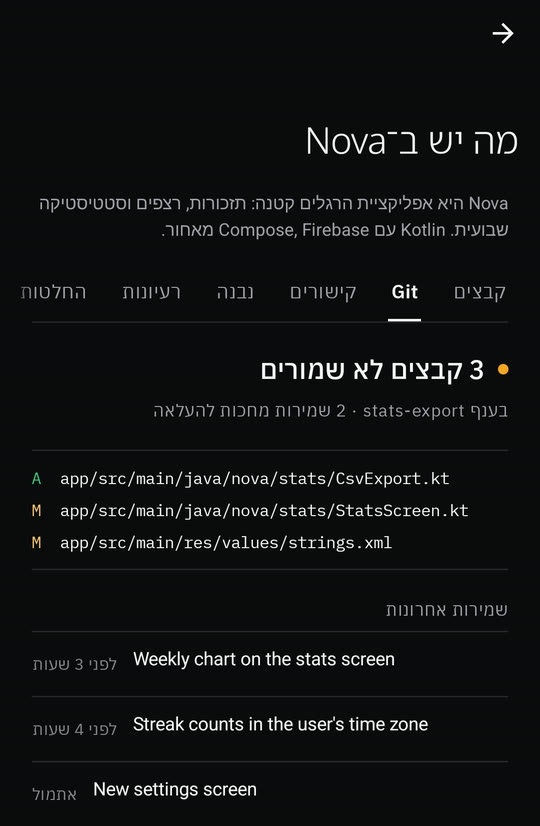 מה יש ב־Nova
Nova היא אפליקציית הרגלים קטנה: תזכורות, רצפים וסטטיסטיקה
שבועית. Kotlin עם Compose, Firebase מאחור.
קבצים Git קישורים נבנה רעיונות החלטות
3 קבצים לא שמורים
בענף stats-export · 2 שמירות מחכות להעלאה
A app/src/main/java/nova/stats/CsvExport.kt
M app/src/main/java/nova/stats/StatsScreen.kt
M app/src/main/res/values/strings.xml
שמירות אחרונות
Weekly chart on the stats screen לפני 3 שעות
Streak counts in the user's time zone לפני 4 שעות
New settings screen אתמול